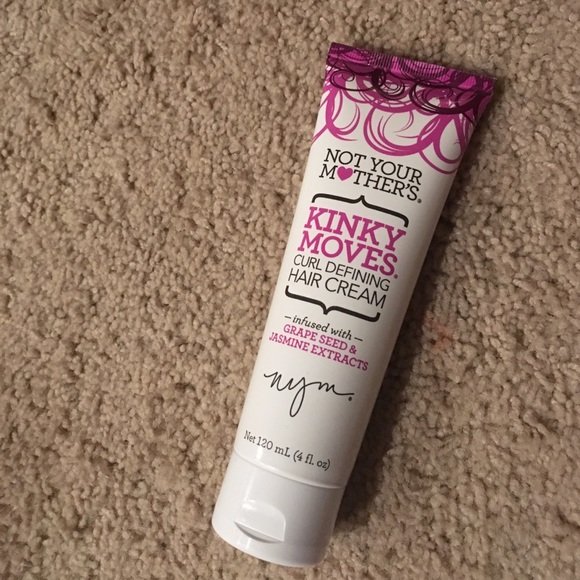 NOT YOUR
M♥THER'S®
KINKY
MOVES®
CURL DEFINING
HAIR CREAM
— infused with —
GRAPE SEED &
JASMINE EXTRACTS
nym.
Net 120 mL (4 fl. oz)